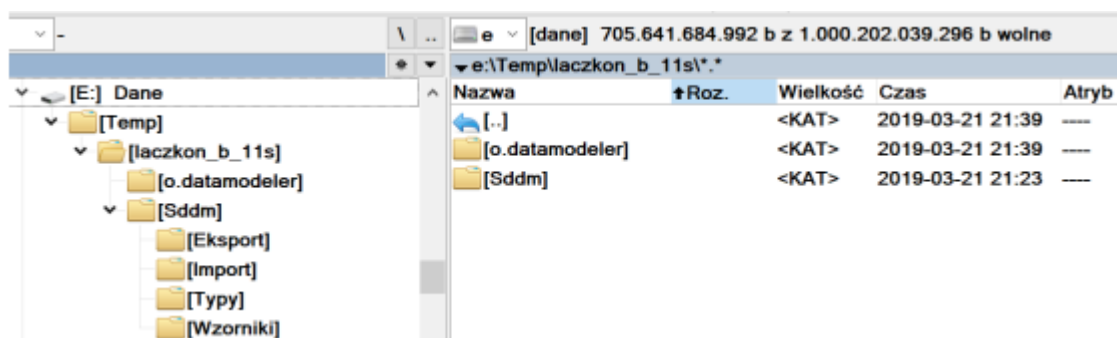 - \ .. e [dane] 705.641.684.992 b z 1.000.202.039.296 b wolne
e:\Temp\laczkon_b_11s\*.*
[E:] Dane
[Temp]
[laczkon_b_11s]
[o.datamodeler]
[Sddm]
[Eksport]
[Import]
[Typy]
[Wzorniki]
Nazwa Roz. Wielkość Czas Atryb
[..] <KAT> 2019-03-21 21:39 ----
[o.datamodeler] <KAT> 2019-03-21 21:39 ----
[Sddm] <KAT> 2019-03-21 21:23 ----